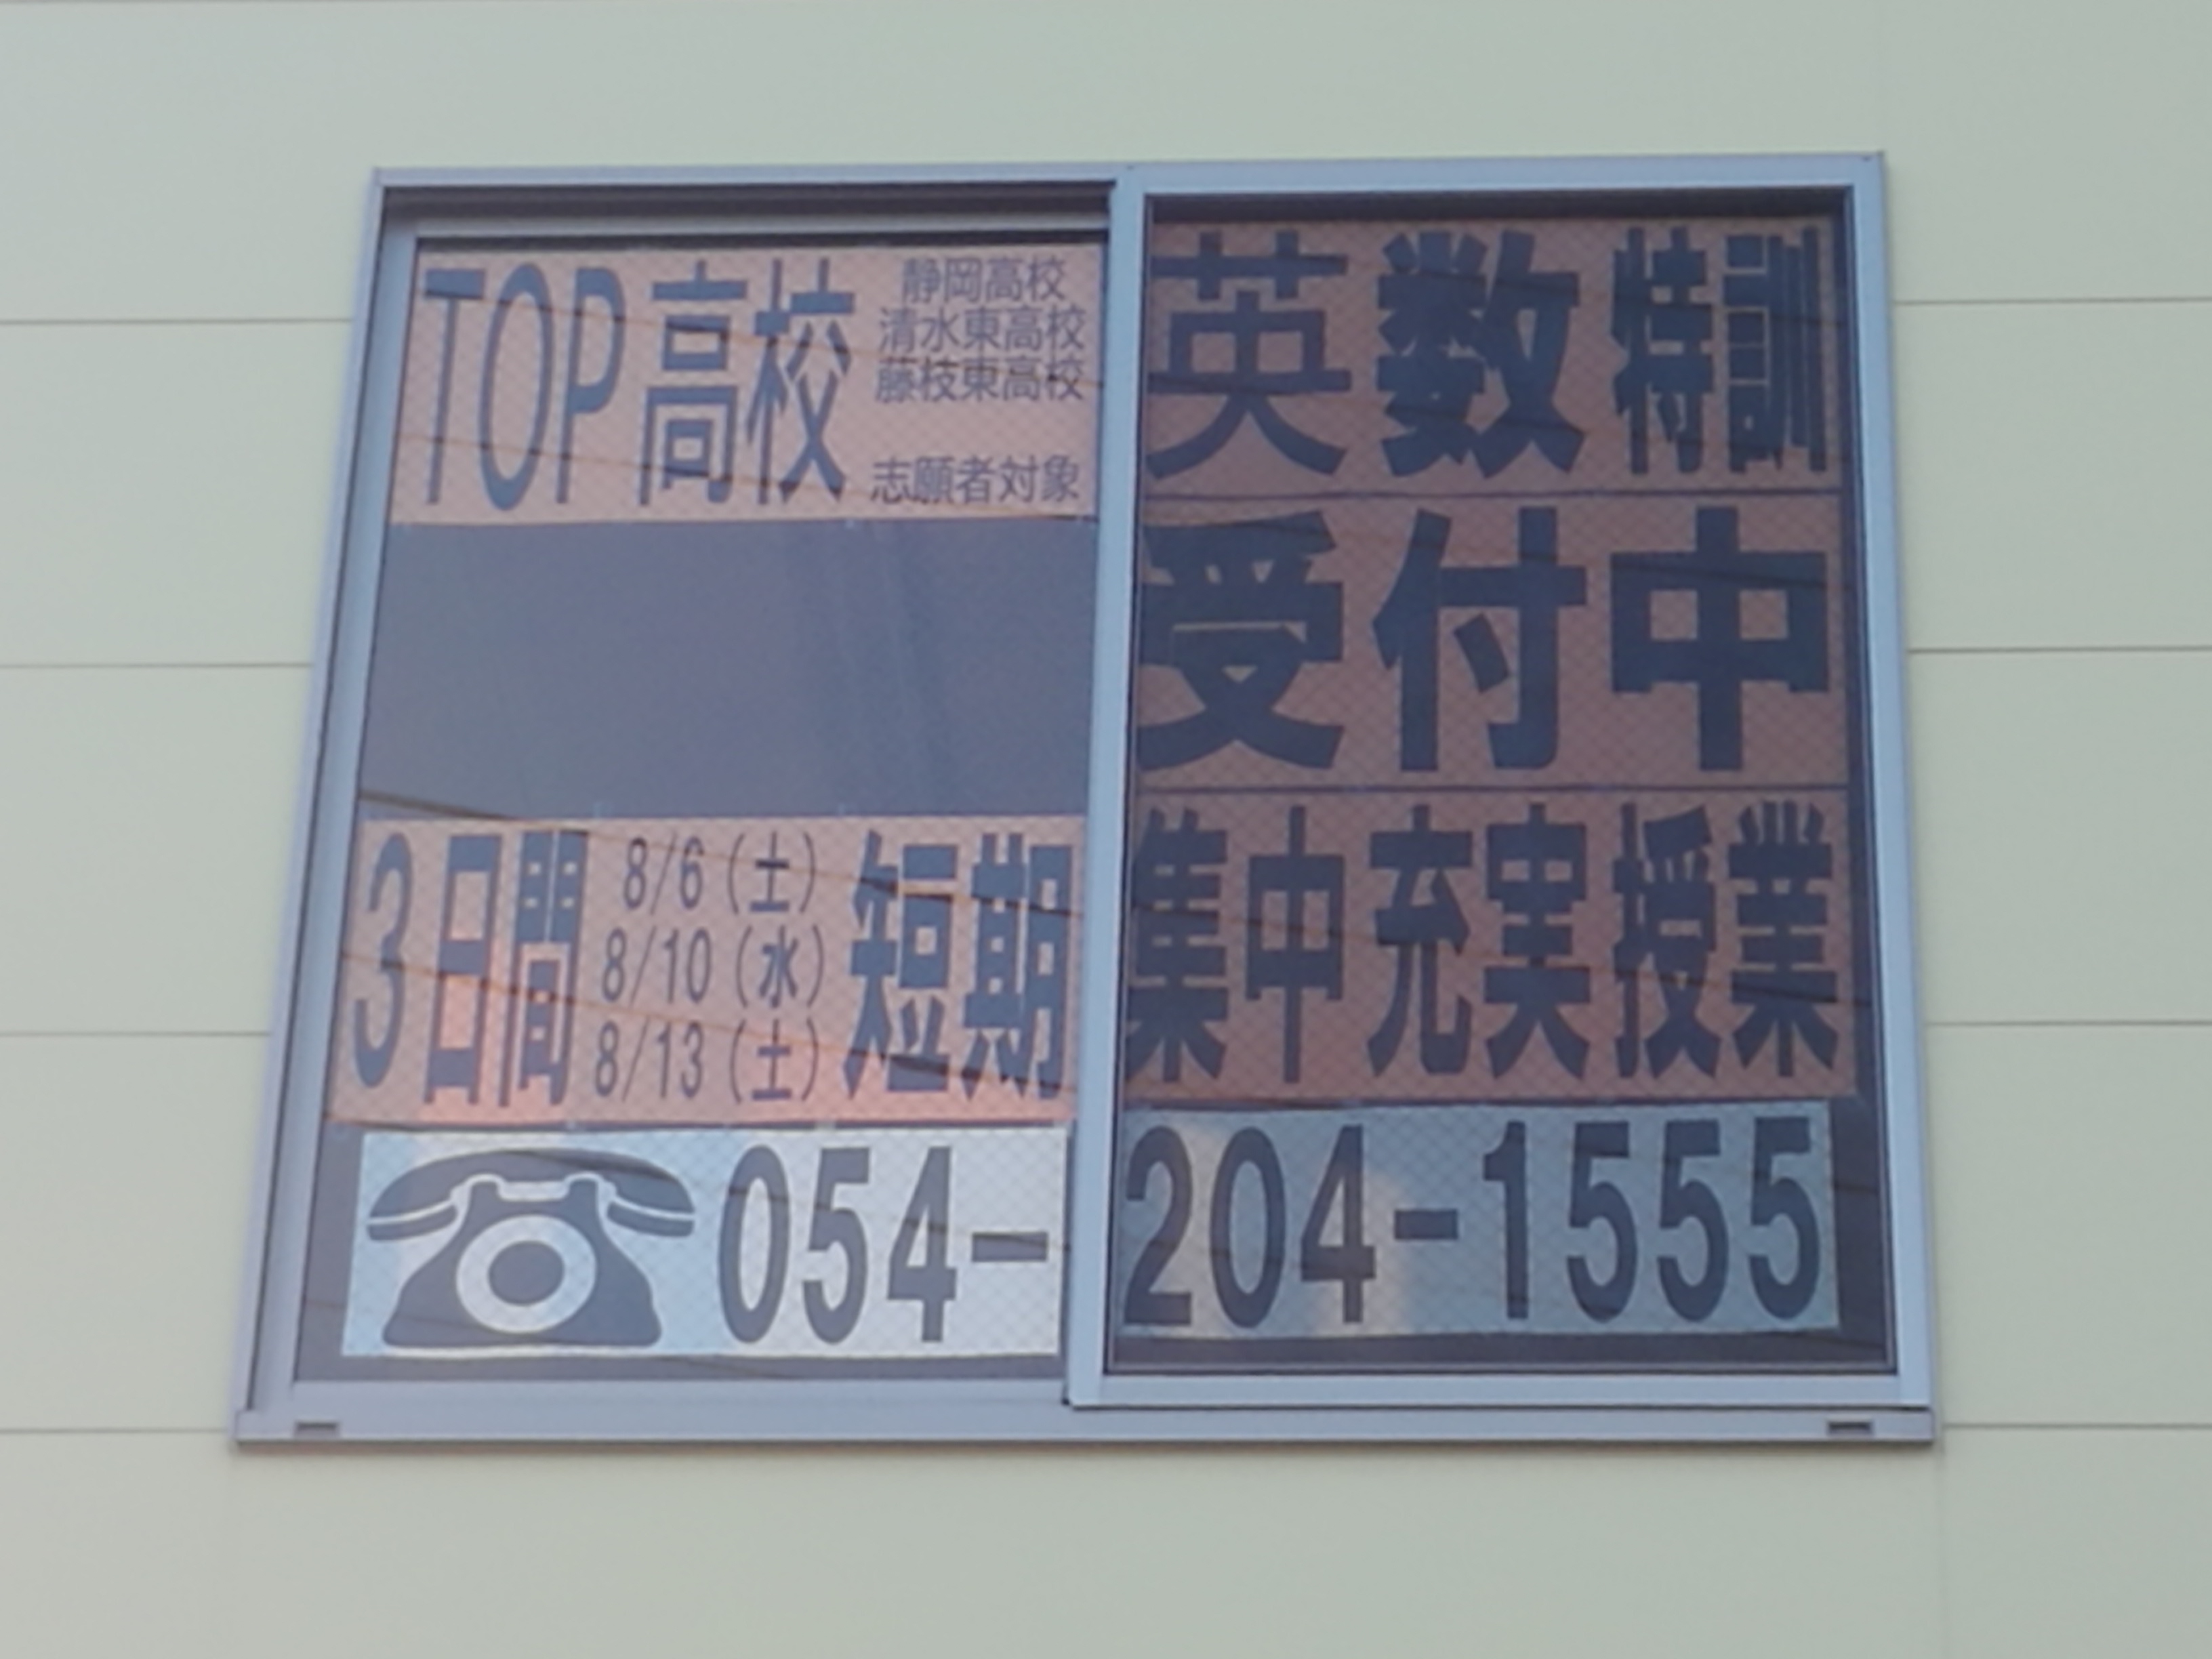 TOP高校 静岡高校 英数特訓
清水東高校
藤枝東高校
志願者対象
受付中
3日間 8/6(土) 短期集中充実授業
8/10(水)
8/13(土)
054-204-1555